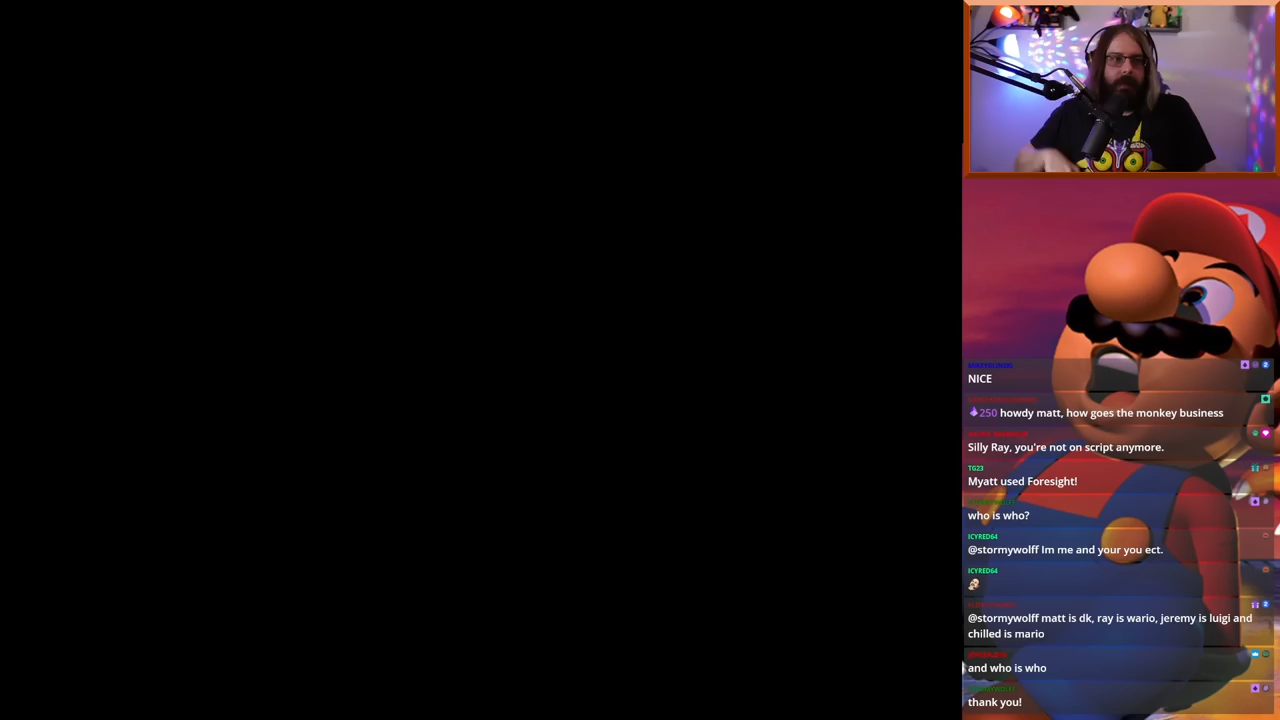 NICE
250 howdy matt, how goes the monkey business
Silly Ray, you're not on script anymore.
TG23
Myatt used Foresight!
who is who?
ICYRED64
@stormywolff Im me and your you ect.
ICYRED64
@stormywolff matt is dk, ray is wario, jeremy is luigi and
chilled is mario
and who is who
thank you!